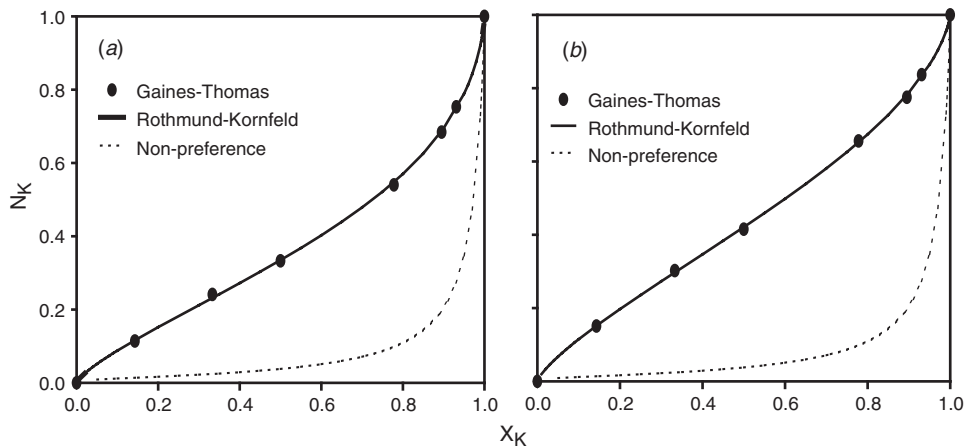 (a)
Gaines-Thomas
Rothmund-Kornfeld
Non-preference
N_K
1.0
0.8
0.6
0.4
0.2
0.0
0.0 0.2 0.4 0.6 0.8 1.0
(b)
Gaines-Thomas
Rothmund-Kornfeld
Non-preference
0.0 0.2 0.4 0.6 0.8 1.0
X_K